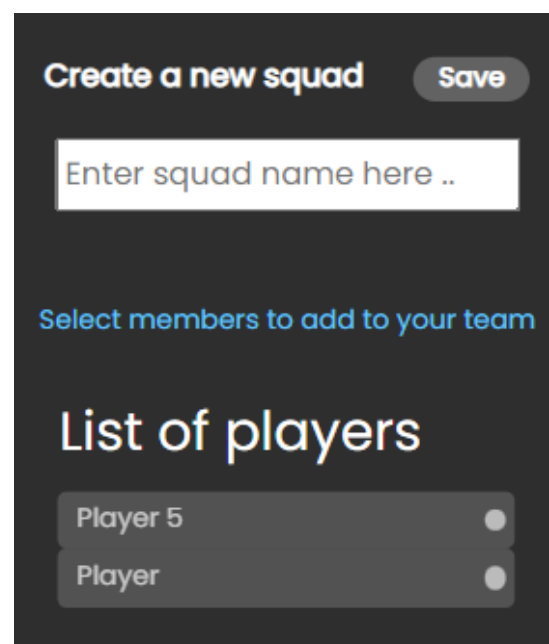 Create a new squad Save
Enter squad name here ..
Select members to add to your team
List of players
Player 5
Player